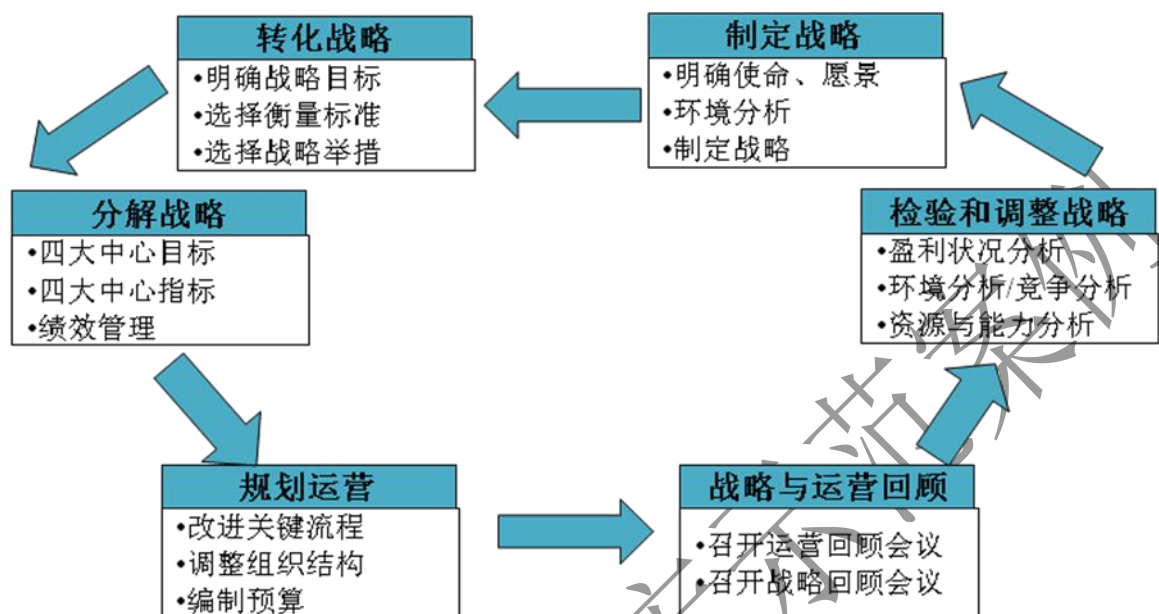 转化战略
•明确战略目标
•选择衡量标准
•选择战略举措
制定战略
•明确使命、愿景
•环境分析
•制定战略
分解战略
•四大中心目标
•四大中心指标
•绩效管理
检验和调整战略
•盈利状况分析
•环境分析/竞争分析
•资源与能力分析
规划运营
•改进关键流程
•调整组织结构
•编制预算
战略与运营回顾
•召开运营回顾会议
•召开战略回顾会议
示范案例